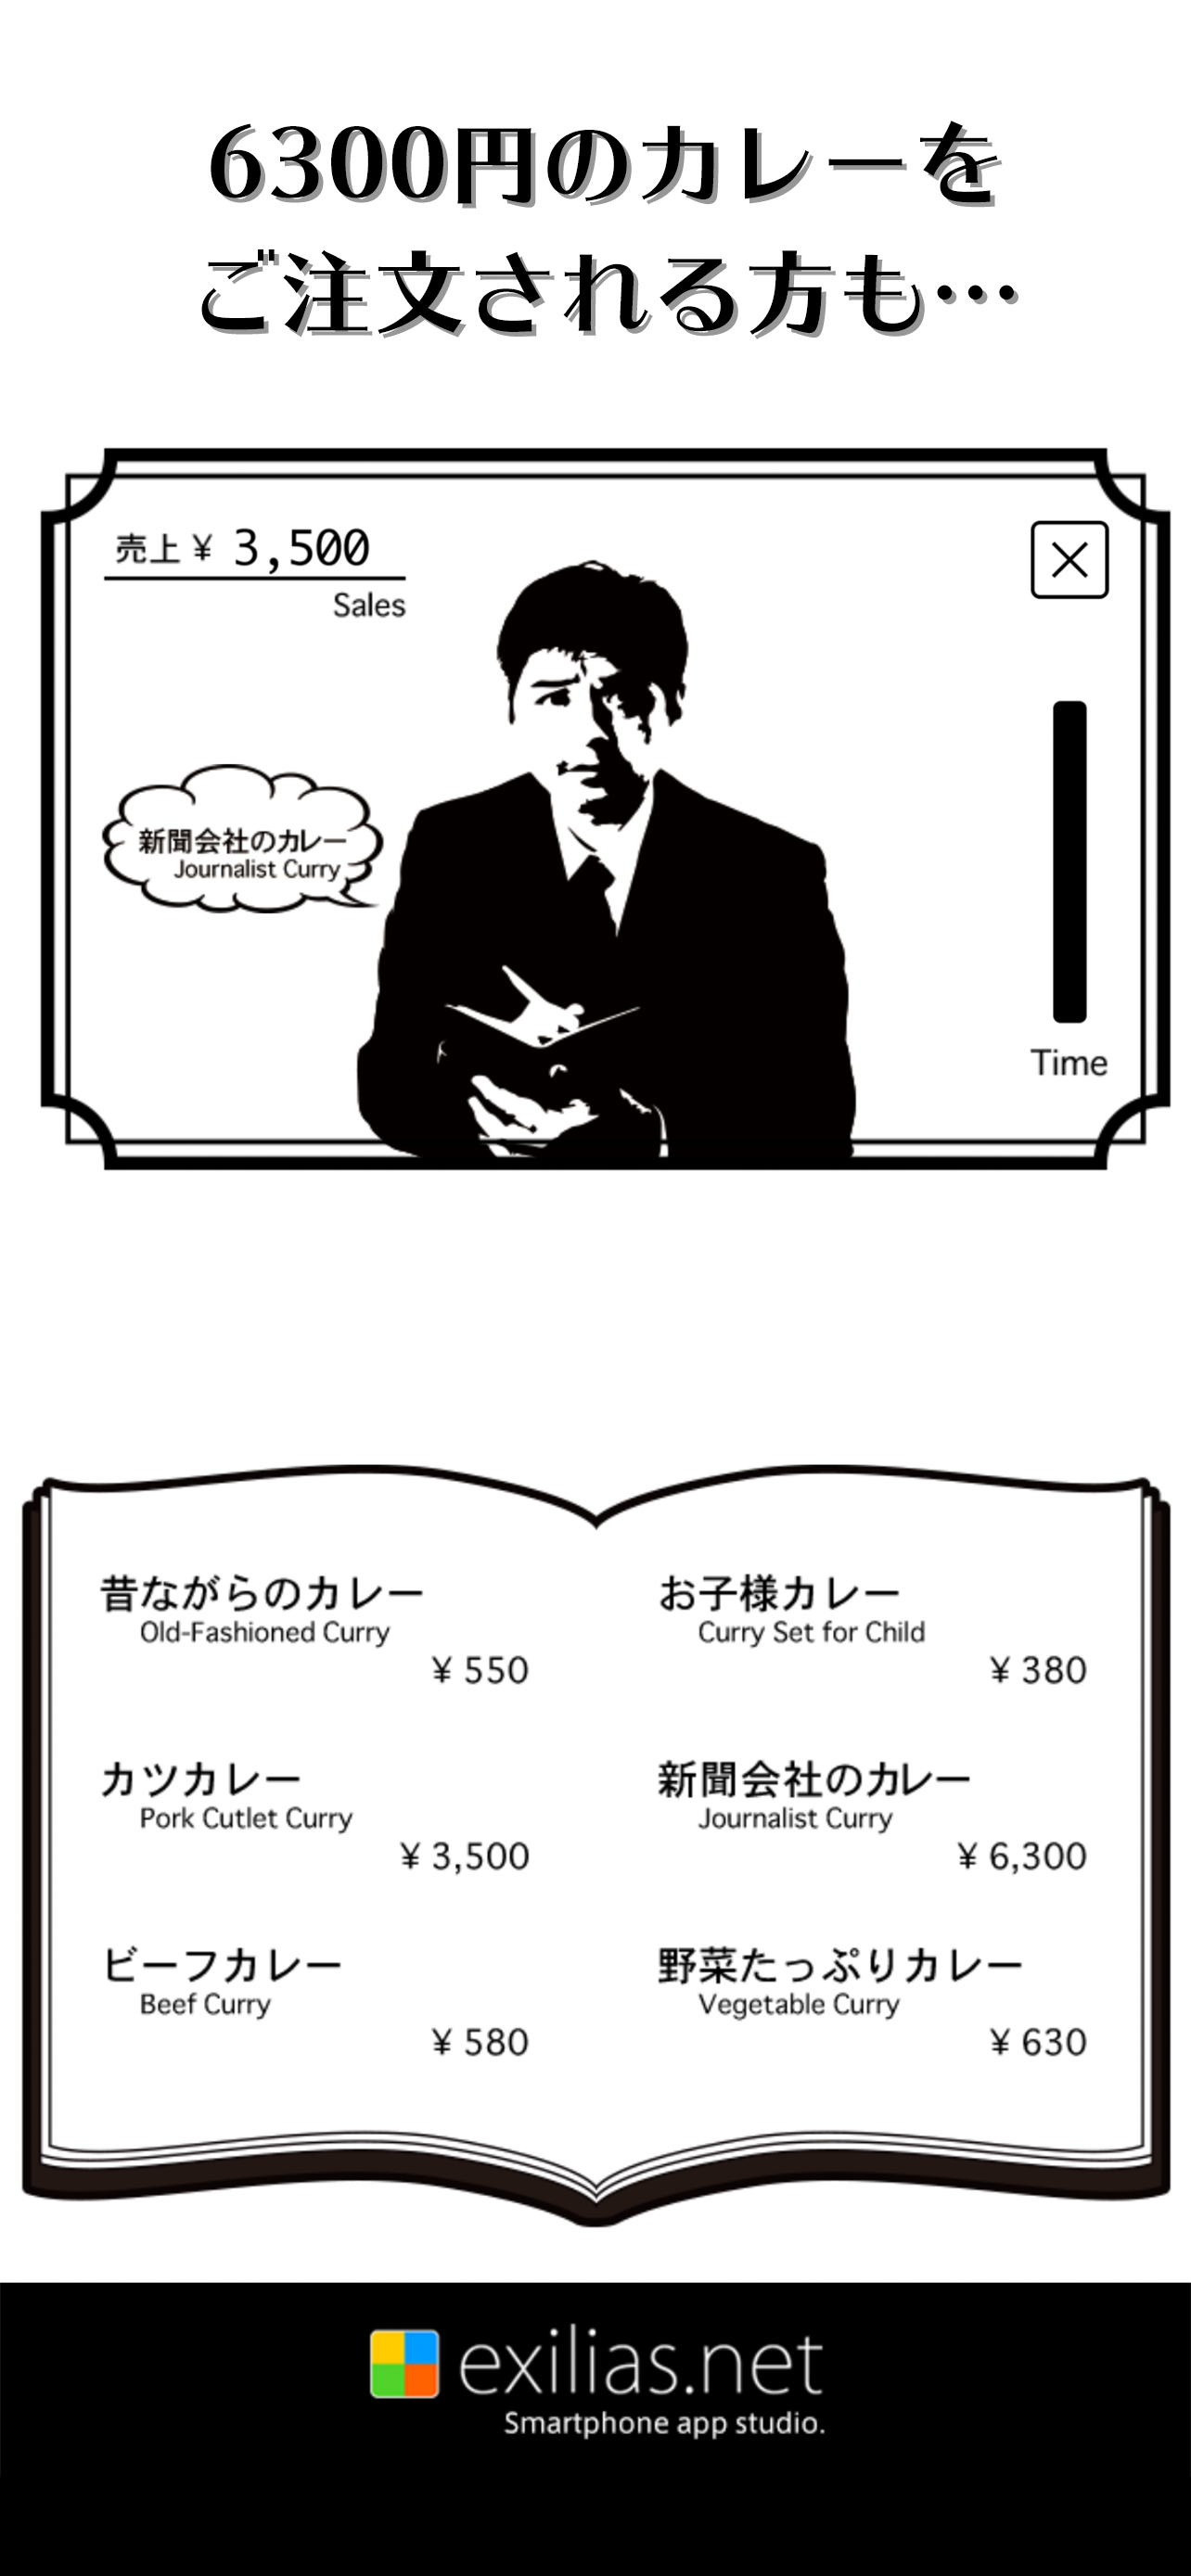 6300円のカレーを
ご注文される方も…
売上¥ 3,500
Sales
新聞会社のカレー
Journalist Curry
Time
昔ながらのカレー
Old-Fashioned Curry
¥ 550
カツカレー
Pork Cutlet Curry
¥ 3,500
ビーフカレー
Beef Curry
¥ 580
お子様カレー
Curry Set for Child
¥ 380
新聞会社のカレー
Journalist Curry
¥ 6,300
野菜たっぷりカレー
Vegetable Curry
¥ 630
exilias.net
Smartphone app studio.